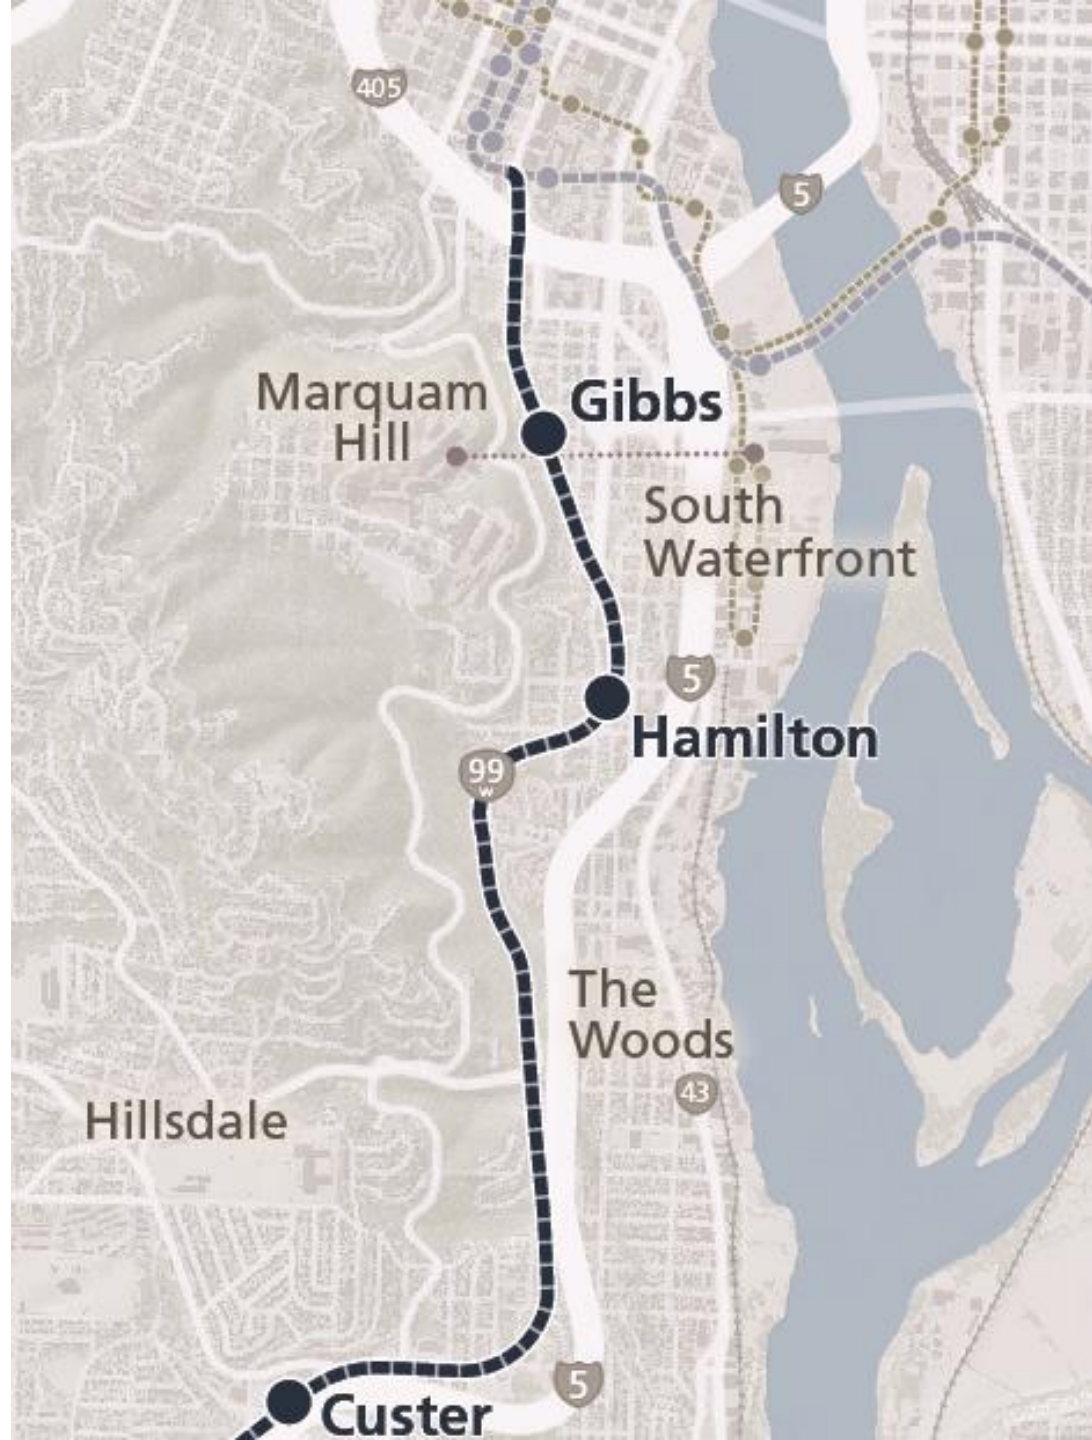 405
5
Marquam
Hill
Gibbs
South
Waterfront
5
Hamilton
99
W
The
Woods
43
Hillsdale
5
Custer